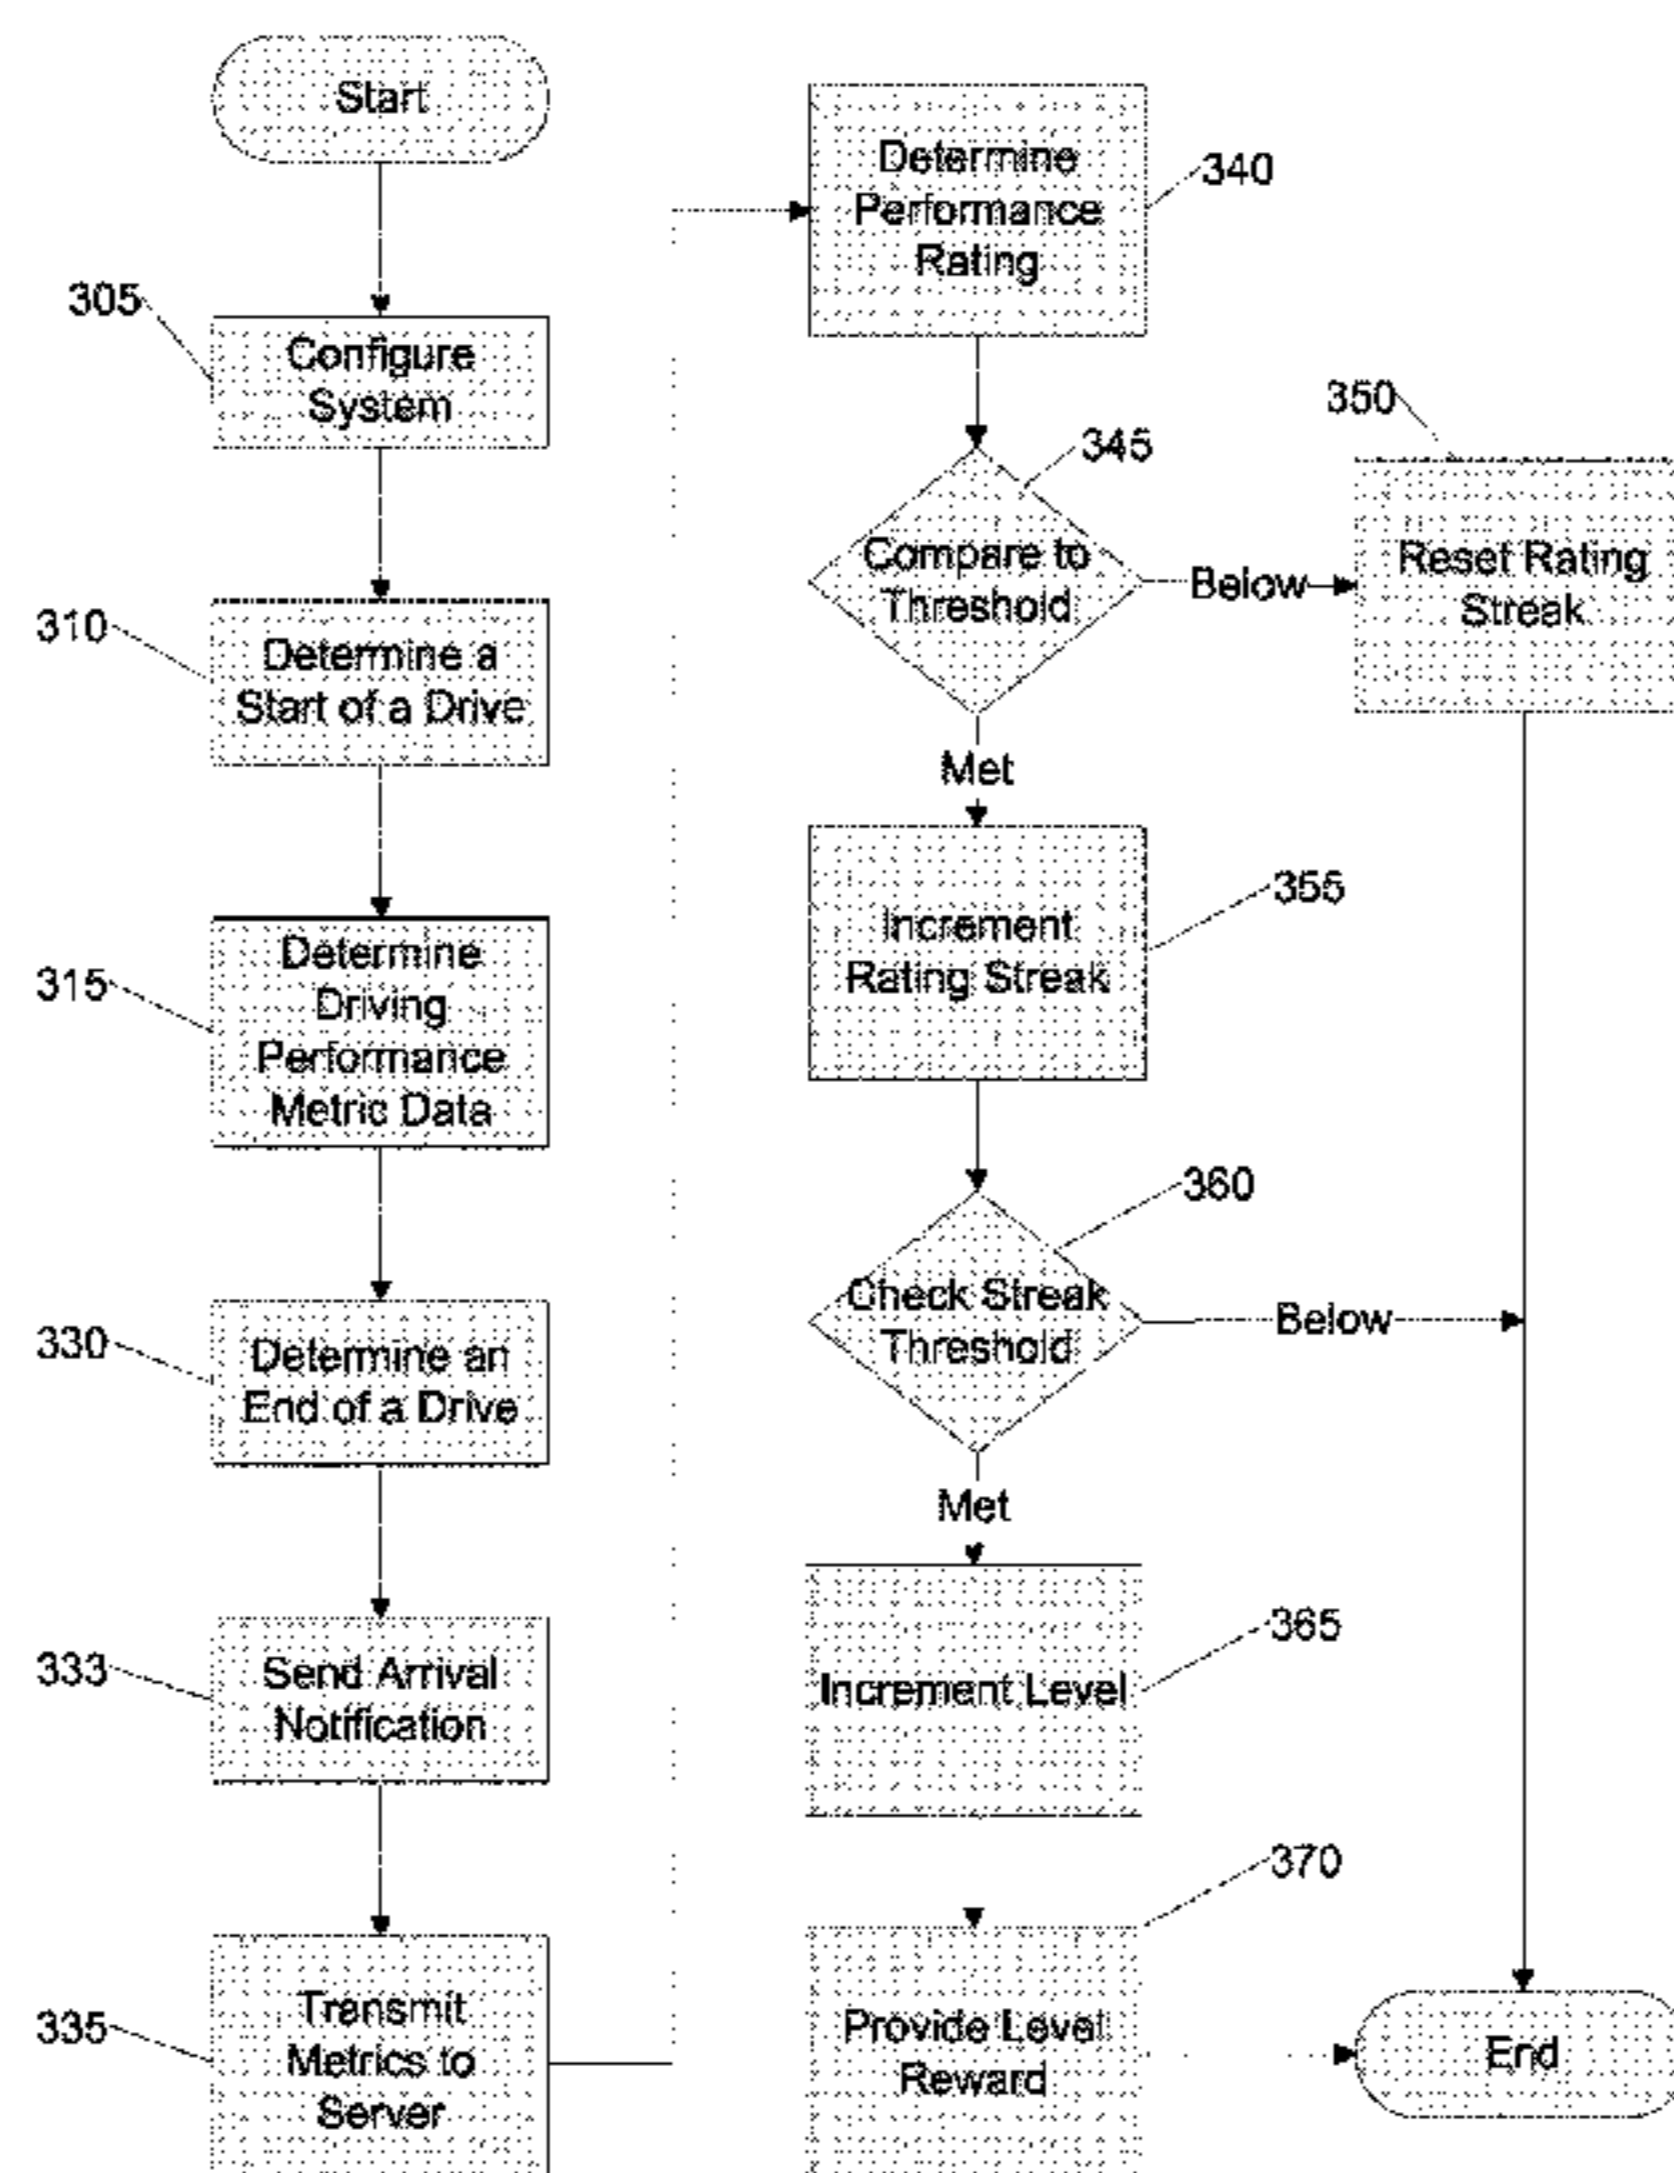 Start
305
Configure
System
310
Determine a
Start of a Drive
315
Determine
Driving
Performance
Metric Data
330
Determine an
End of a Drive
333
Send Arrival
Notification
335
Transmit
Metrics to
Server
Determine
Performance
Rating
340
345
Compare to
Threshold
Below
350
Reset Rating
Streak
Met
Increment
Rating Streak
355
360
Check Streak
Threshold
Below
Met
Increment Level
365
370
Provide Level
Reward
End